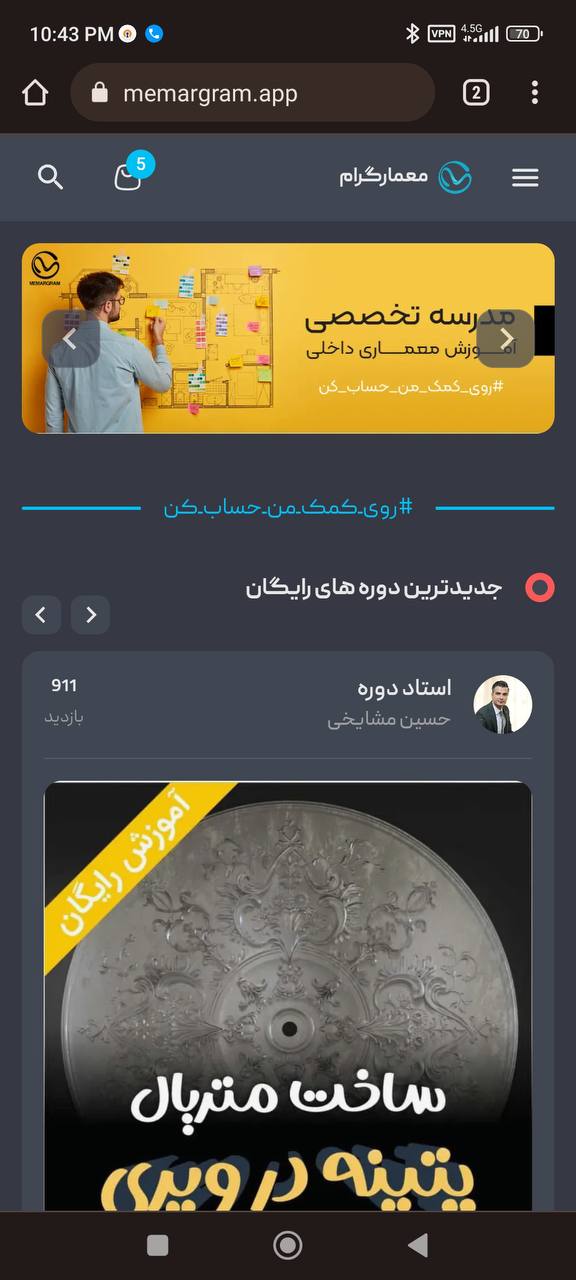 10:43 PM
VPN
4.5G
70
memargram.app
2
5
معمارگرام
MEMARGRAM
مدرسه تخصصی
آموزش معمـــاری داخلی
#روی_کمک_من_حساب_کن
#روی_کمک_من_حساب_کن
جدیدترین دوره های رایگان
استاد دوره
911
حسین مشایخی
بازدید
آموزش رایگان
ساخت متریال
پتینه در ویری